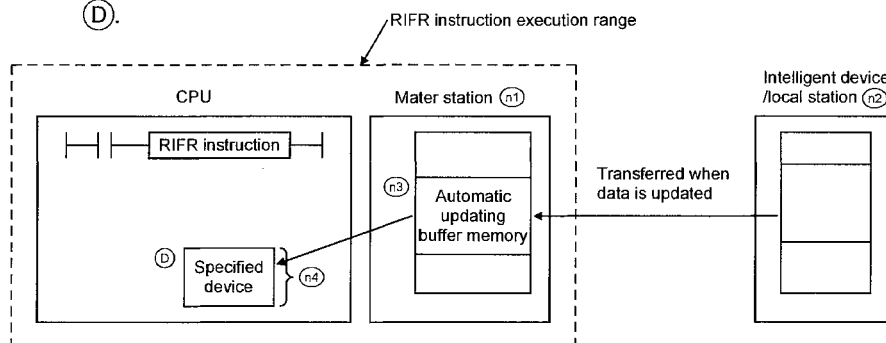 Ⓓ.
RIFR instruction execution range
CPU
Mater station (n1)
Intelligent device
/local station (n2)
RIFR instruction
(n3)
Automatic
updating
buffer memory
Transferred when
data is updated
Ⓓ
Specified
device
(n4)